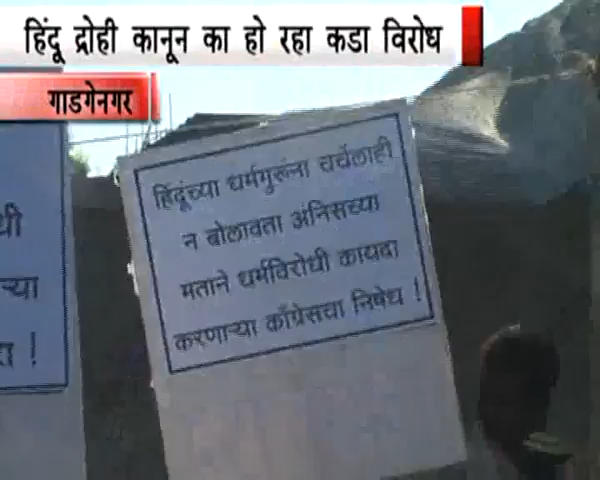 हिंदू द्रोही कानून का हो रहा कडा विरोध
गाडगेनगर
हिंदूंच्या धर्मगुरूंना चर्चेलाही
न बोलावता अंनिसच्या
मताने धर्मविरोधी कायदा
करणाऱ्या काँग्रेसचा निषेध !
धी
ऱ्या
!